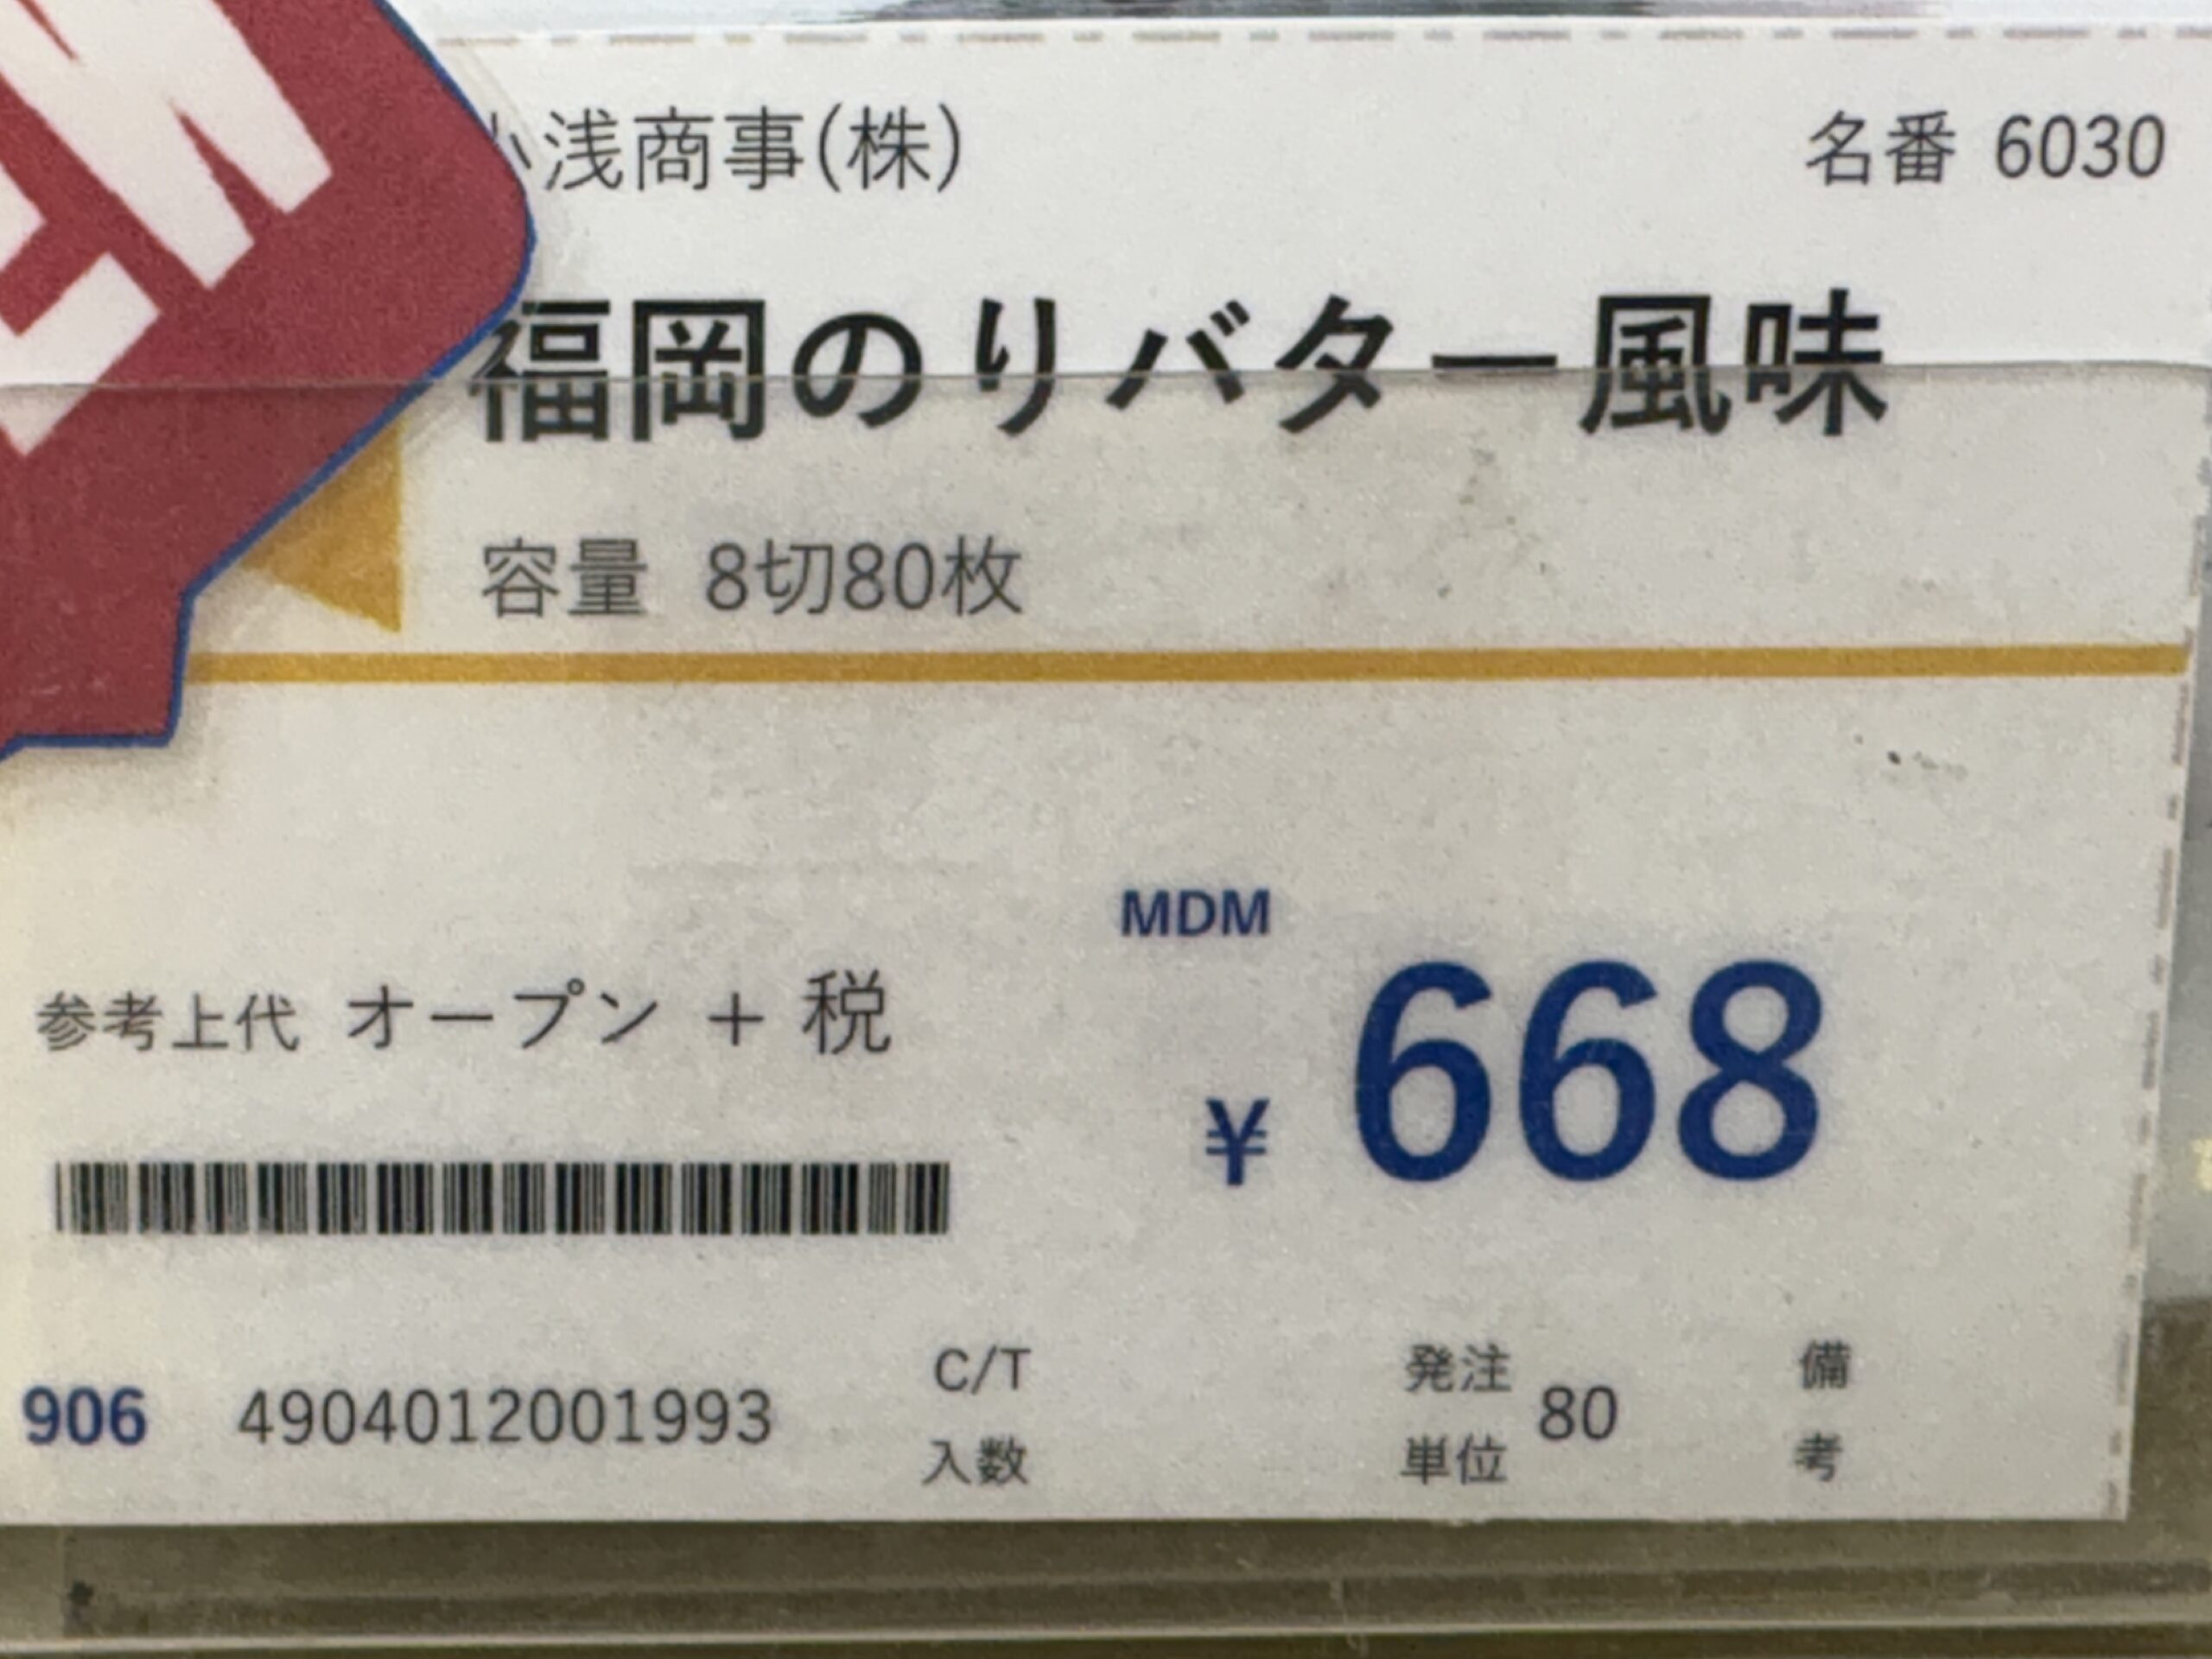 EW
小浅商事(株) 名番 6030
福岡のりバター風味
容量 8切80枚
MDM
参考上代 オープン + 税
¥ 668
906 4904012001993
C/T
入数
発注
単位 80
備
考